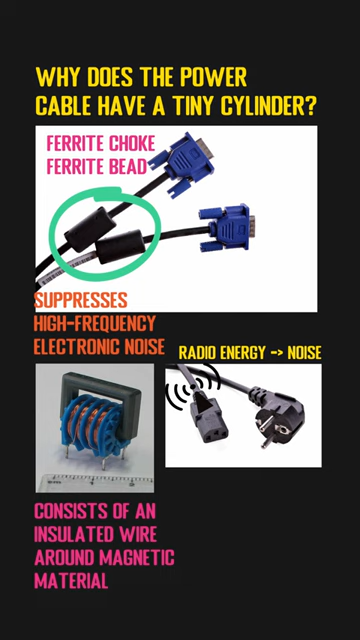 WHY DOES THE POWER
CABLE HAVE A TINY CYLINDER?
FERRITE CHOKE
FERRITE BEAD
SUPPRESSES
HIGH-FREQUENCY
ELECTRONIC NOISE
RADIO ENERGY -> NOISE
CONSISTS OF AN
INSULATED WIRE
AROUND MAGNETIC
MATERIAL